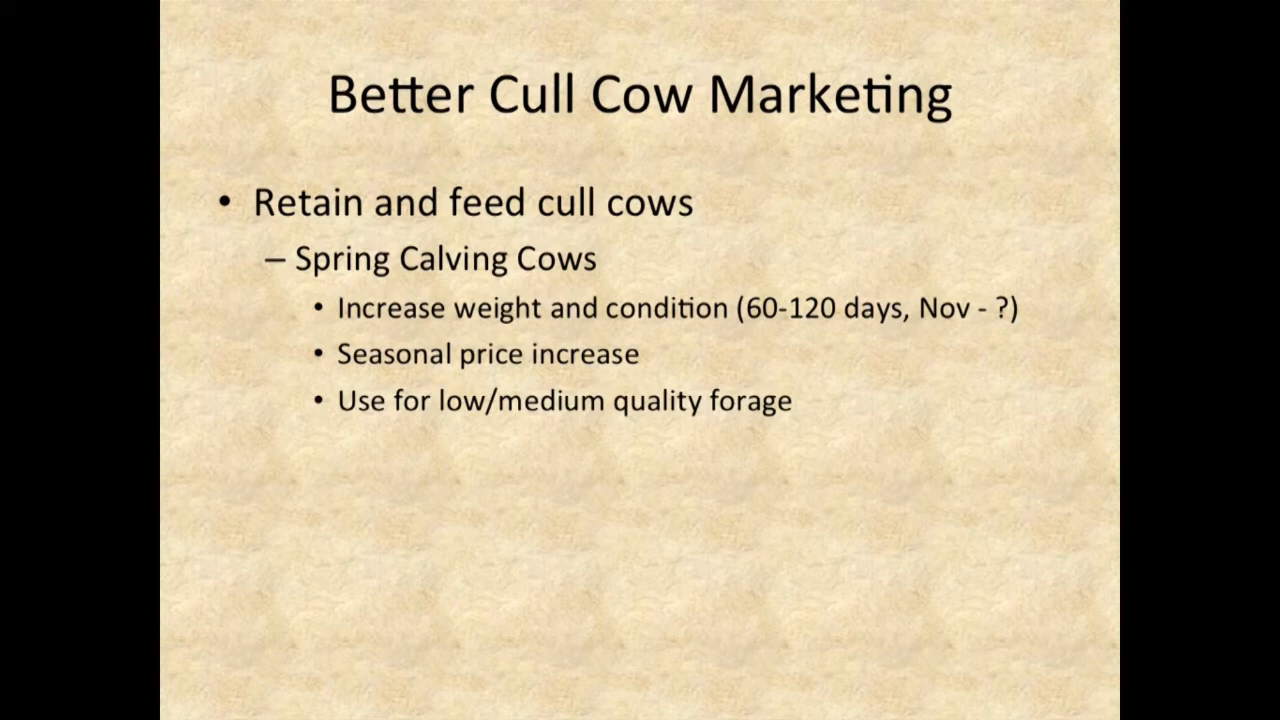 Better Cull Cow Marketing
• Retain and feed cull cows
– Spring Calving Cows
• Increase weight and condition (60-120 days, Nov - ?)
• Seasonal price increase
• Use for low/medium quality forage